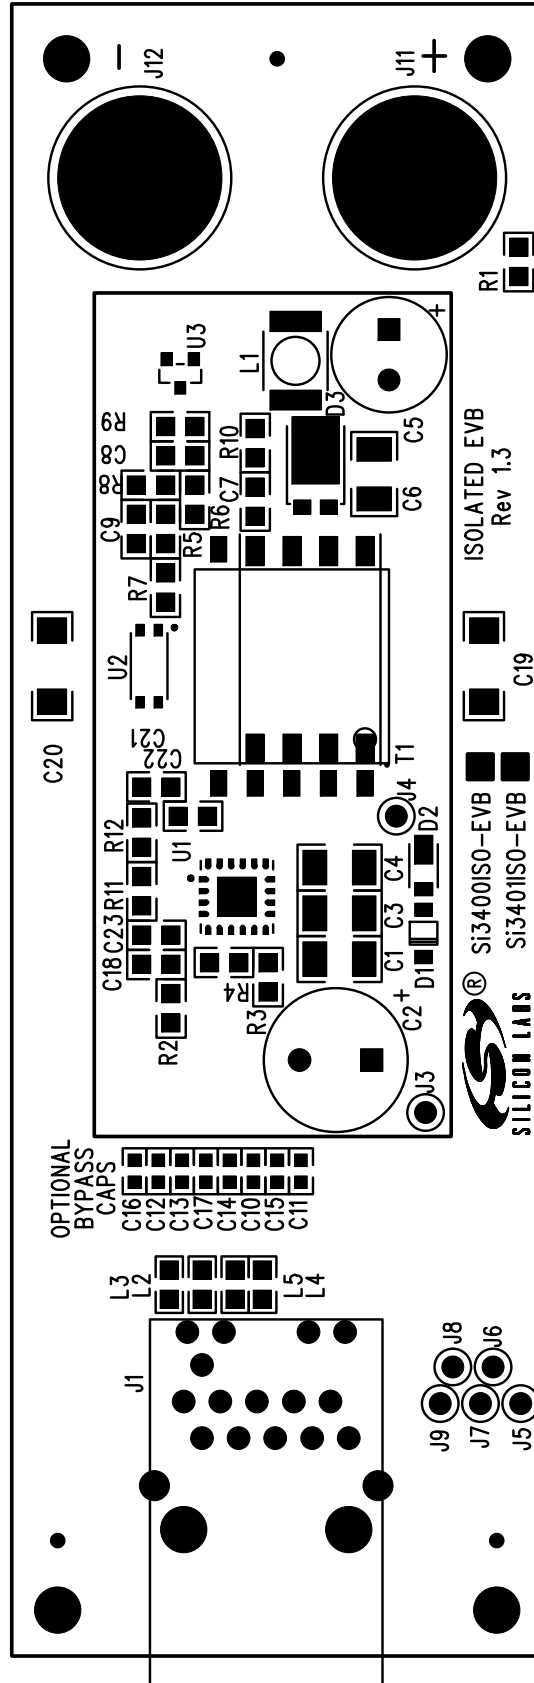 -
J12
J11
+
R1
U3
L1
+
D3
C5
R9
C8
R10
R8
C7
C6
C9
R6
R5
R7
ISOLATED EVB
Rev 1.3
U2
C20
C19
C21
C22
T1
J4
R12
U1
D2
R11
C4
C23
C3
C18
C1
D1
R4
R2
R3
C2
+
J3
Si3400ISO-EVB
Si3401ISO-EVB
®
SILICON LABS
OPTIONAL
BYPASS
CAPS
C16
C12
C13
C17
C14
C10
C15
C11
L3
L2
L5
L4
J1
J8
J6
J9
J7
J5